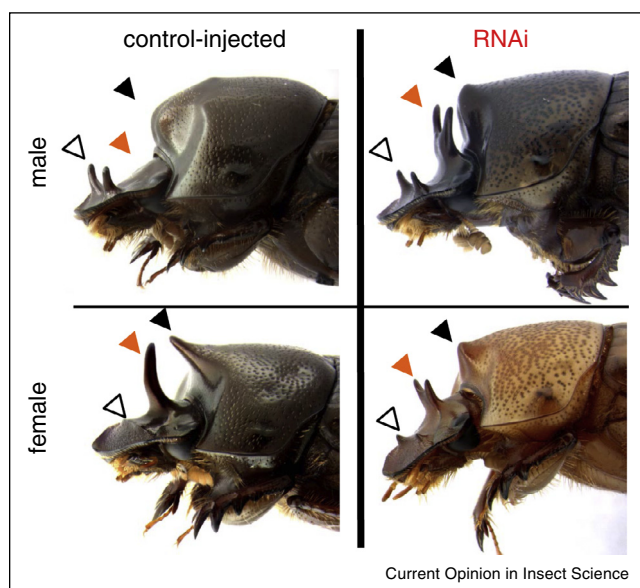 control-injected
RNAi
male
female
Current Opinion in Insect Science